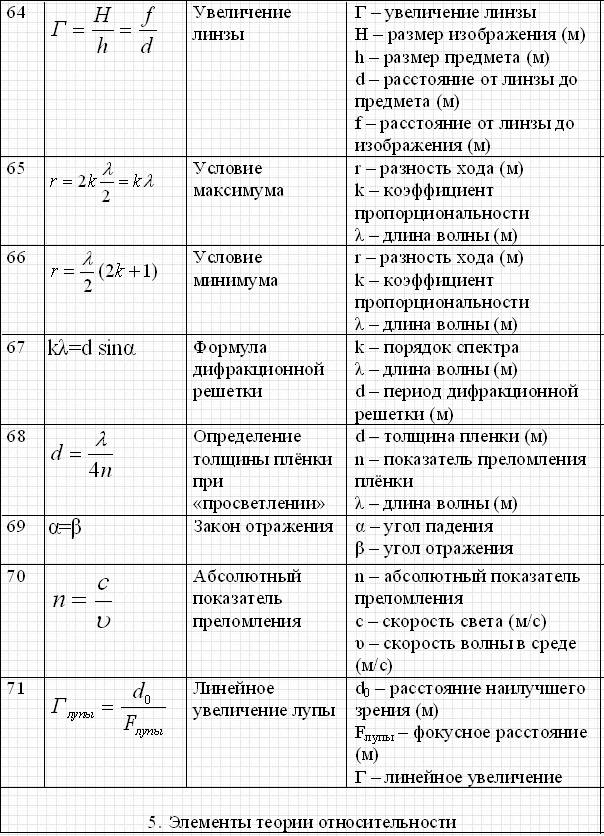 64
Γ = H/h = f/d
Увеличение
линзы
Γ – увеличение линзы
H – размер изображения (м)
h – размер предмета (м)
d – расстояние от линзы до
предмета (м)
f – расстояние от линзы до
изображения (м)
65
r = 2k λ/2 = kλ
Условие
максимума
r – разность хода (м)
k – коэффициент
пропорциональности
λ – длина волны (м)
66
r = λ/2 (2k+1)
Условие
минимума
r – разность хода (м)
k – коэффициент
пропорциональности
λ – длина волны (м)
67
kλ=d sinα
Формула
дифракционной
решетки
k – порядок спектра
λ – длина волны (м)
d – период дифракционной
решетки (м)
68
d = λ/4n
Определение
толщины плёнки
при
«просветлении»
d – толщина пленки (м)
n – показатель преломления
плёнки
λ – длина волны (м)
69
α=β
Закон отражения
α – угол падения
β – угол отражения
70
n = c/υ
Абсолютный
показатель
преломления
n – абсолютный показатель
преломления
c – скорость света (м/с)
υ – скорость волны в среде
(м/с)
71
Γлупы = d₀/Fлупы
Линейное
увеличение лупы
d₀ – расстояние наилучшего
зрения (м)
Fлупы – фокусное расстояние
(м)
Γ – линейное увеличение
5. Элементы теории относительности